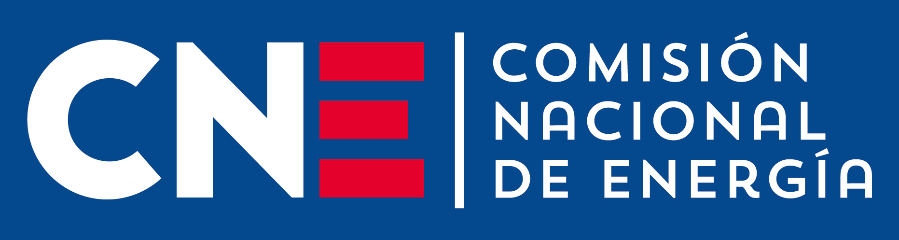 CNE
COMISIÓN
NACIONAL
DE ENERGÍA